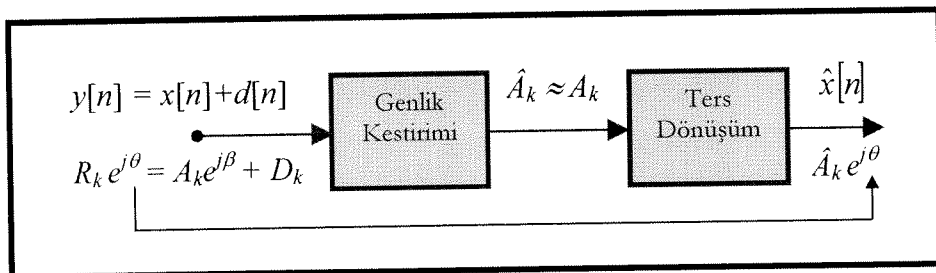 y[n] = x[n]+d[n]
R_k e^{jθ} = A_k e^{jβ} + D_k
Genlik
Kestirimi
Â_k ≈ A_k
Ters
Dönüşüm
x̂[n]
Â_k e^{jθ}